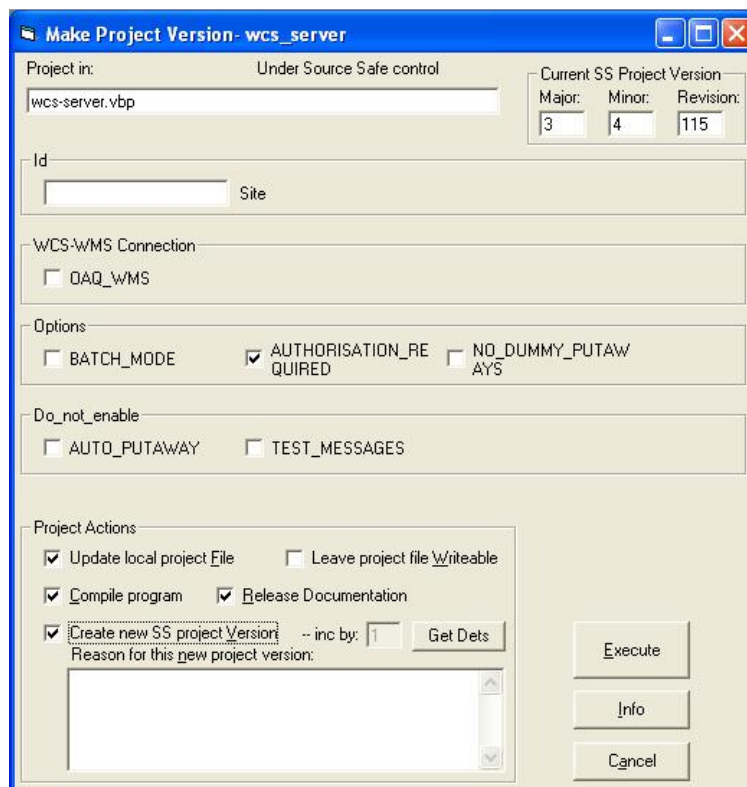 Make Project Version- wcs_server
Project in: Under Source Safe control
wcs-server.vbp
Current SS Project Version
Major: Minor: Revision:
3 4 115
Id
Site
WCS-WMS Connection
OAQ_WMS
Options
BATCH_MODE
AUTHORISATION_RE
QUIRED
NO_DUMMY_PUTAW
AYS
Do_not_enable
AUTO_PUTAWAY TEST_MESSAGES
Project Actions
Update local project File Leave project file Writeable
Compile program Release Documentation
Create new SS project Version -- inc by: 1 Get Dets
Reason for this new project version:
Execute
Info
Cancel